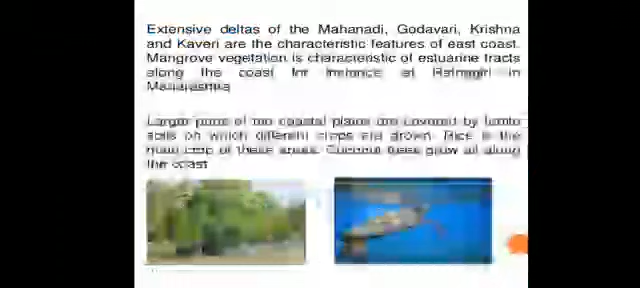 Extensive deltas of the Mahanadi, Godavari, Krishna
and Kaveri are the characteristic features of east coast.
Mangrove vegetation is characteristic of estuarine tracts
along the coast for instance at Ratnagiri in
Maharashtra
Larger parts of the coastal plains are covered by fertile
soils on which different crops are grown. Rice is the
main crop of these areas. Coconut trees grow all along
the coast